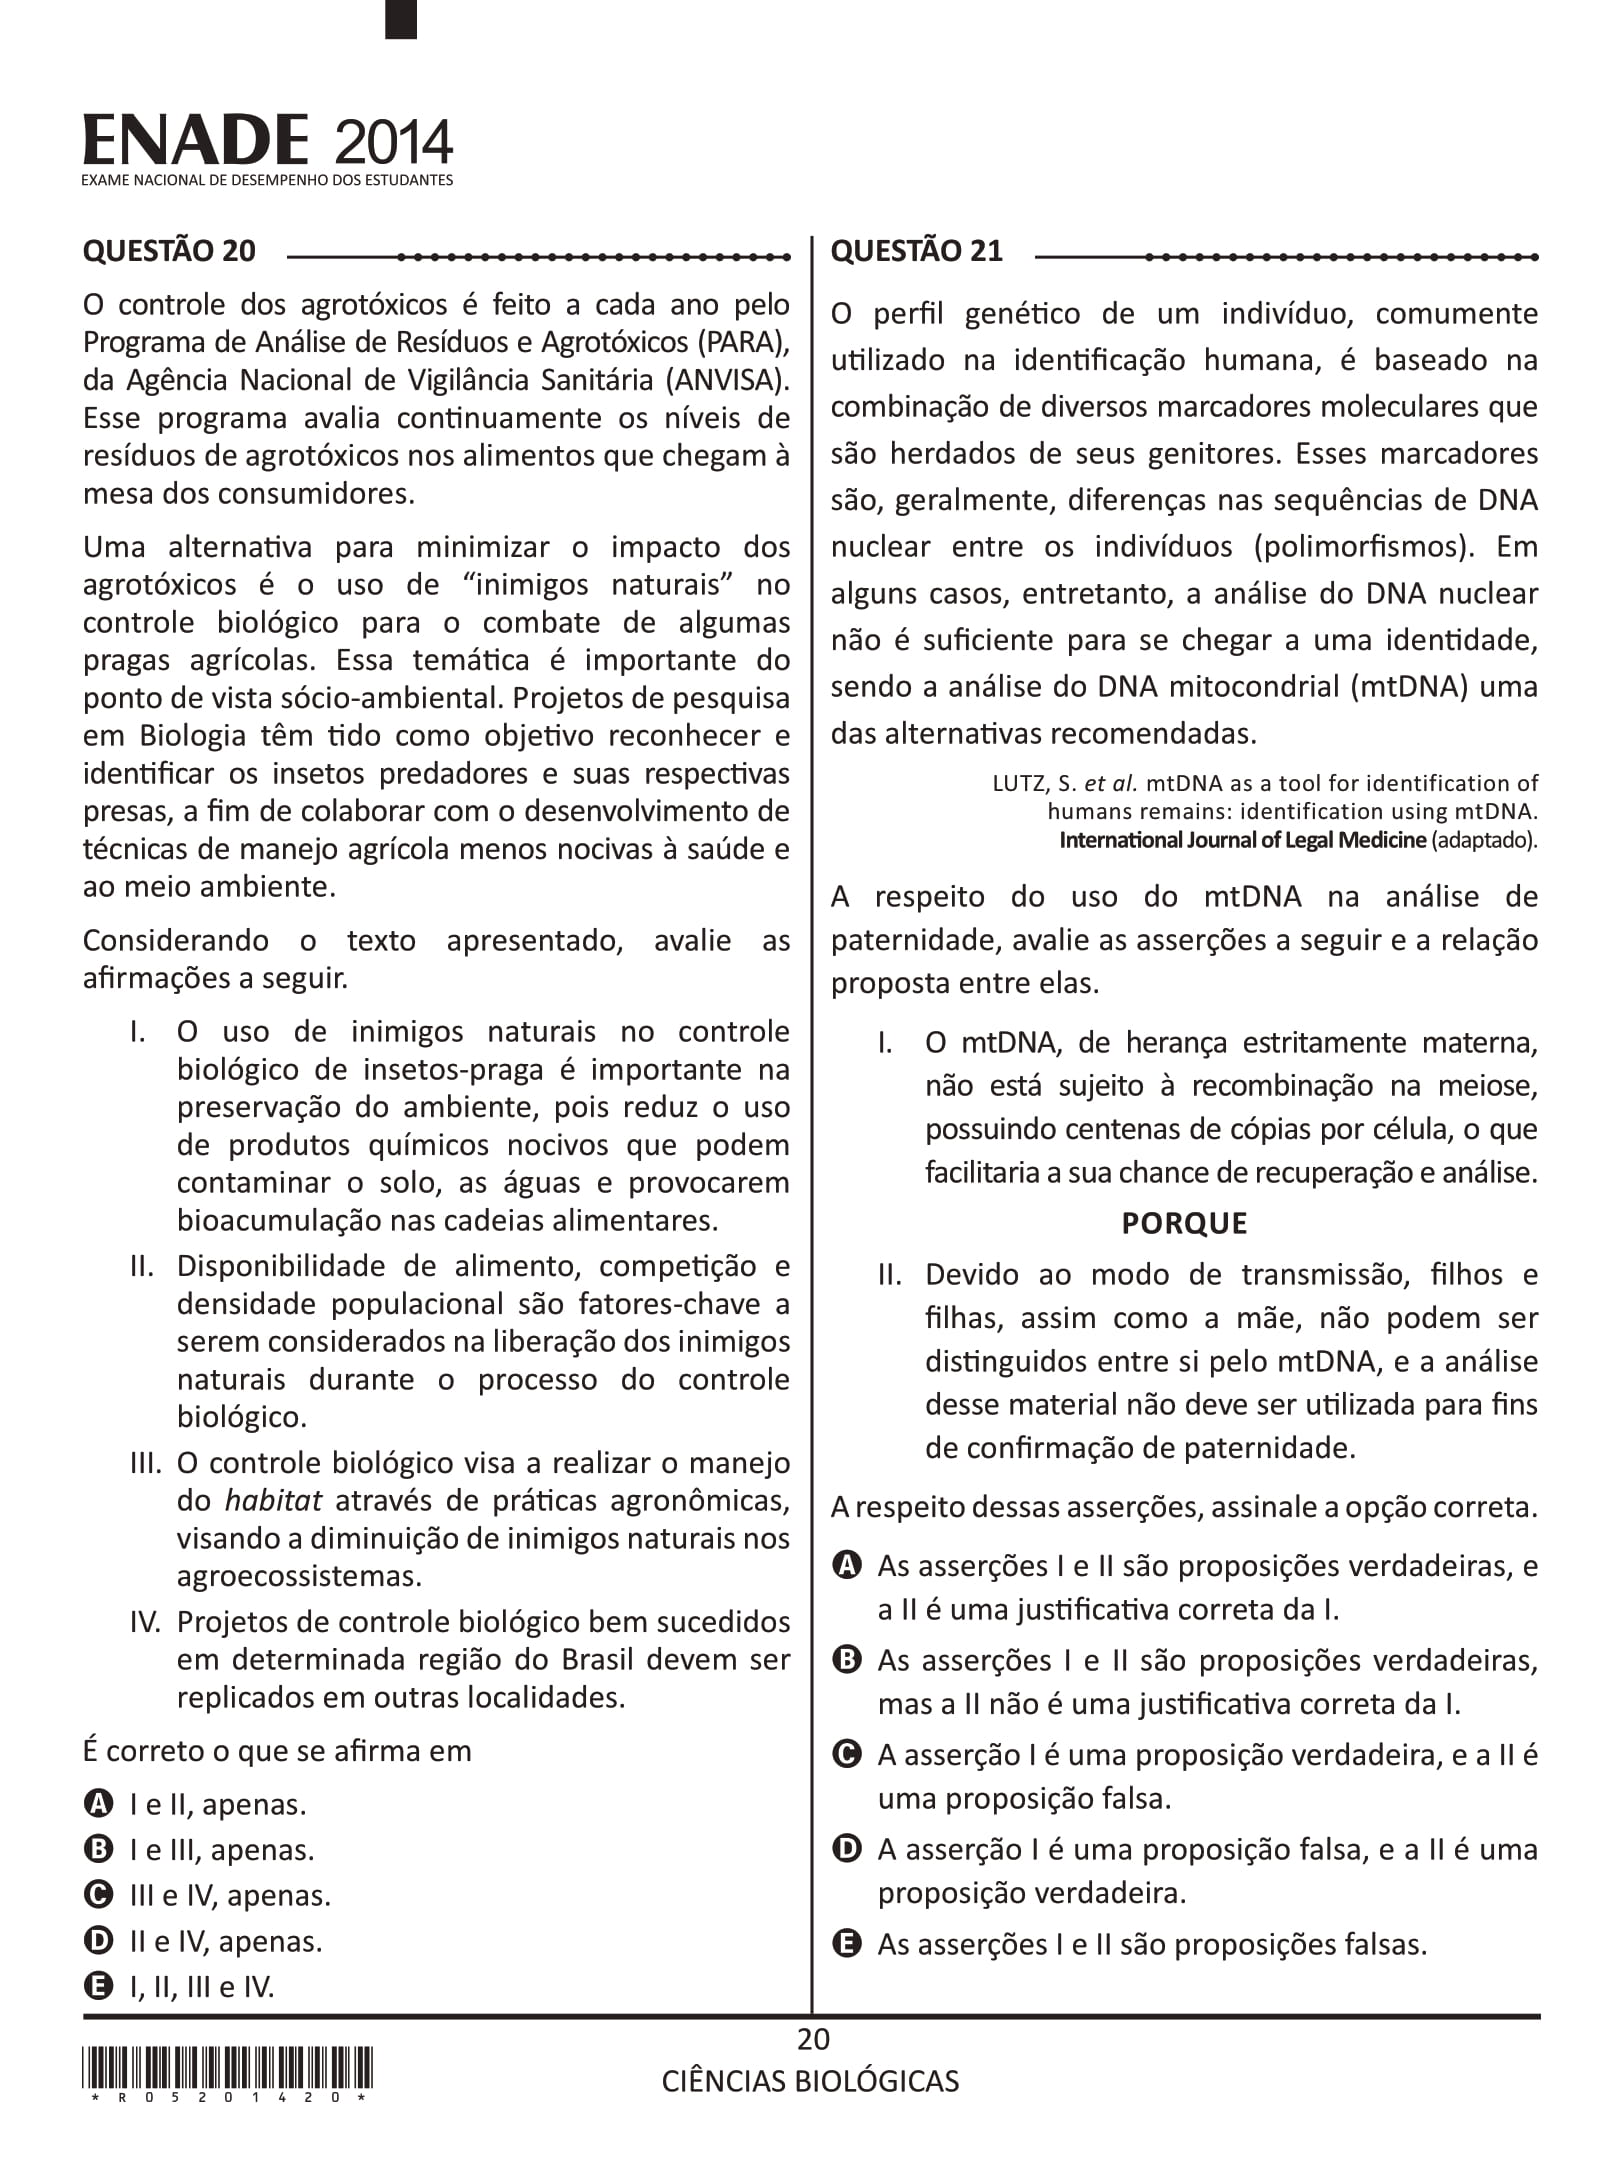 ENADE 2014
EXAME NACIONAL DE DESEMPENHO DOS ESTUDANTES
QUESTÃO 20
O controle dos agrotóxicos é feito a cada ano pelo
Programa de Análise de Resíduos e Agrotóxicos (PARA),
da Agência Nacional de Vigilância Sanitária (ANVISA).
Esse programa avalia continuamente os níveis de
resíduos de agrotóxicos nos alimentos que chegam à
mesa dos consumidores.
Uma alternativa para minimizar o impacto dos
agrotóxicos é o uso de “inimigos naturais” no
controle biológico para o combate de algumas
pragas agrícolas. Essa temática é importante do
ponto de vista sócio-ambiental. Projetos de pesquisa
em Biologia têm tido como objetivo reconhecer e
identificar os insetos predadores e suas respectivas
presas, a fim de colaborar com o desenvolvimento de
técnicas de manejo agrícola menos nocivas à saúde e
ao meio ambiente.
Considerando o texto apresentado, avalie as
afirmações a seguir.
I. O uso de inimigos naturais no controle
biológico de insetos-praga é importante na
preservação do ambiente, pois reduz o uso
de produtos químicos nocivos que podem
contaminar o solo, as águas e provocarem
bioacumulação nas cadeias alimentares.
II. Disponibilidade de alimento, competição e
densidade populacional são fatores-chave a
serem considerados na liberação dos inimigos
naturais durante o processo do controle
biológico.
III. O controle biológico visa a realizar o manejo
do habitat através de práticas agronômicas,
visando a diminuição de inimigos naturais nos
agroecossistemas.
IV. Projetos de controle biológico bem sucedidos
em determinada região do Brasil devem ser
replicados em outras localidades.
É correto o que se afirma em
A I e II, apenas.
B I e III, apenas.
C III e IV, apenas.
D II e IV, apenas.
E I, II, III e IV.
QUESTÃO 21
O perfil genético de um indivíduo, comumente
utilizado na identificação humana, é baseado na
combinação de diversos marcadores moleculares que
são herdados de seus genitores. Esses marcadores
são, geralmente, diferenças nas sequências de DNA
nuclear entre os indivíduos (polimorfismos). Em
alguns casos, entretanto, a análise do DNA nuclear
não é suficiente para se chegar a uma identidade,
sendo a análise do DNA mitocondrial (mtDNA) uma
das alternativas recomendadas.
LUTZ, S. et al. mtDNA as a tool for identification of
humans remains: identification using mtDNA.
International Journal of Legal Medicine (adaptado).
A respeito do uso do mtDNA na análise de
paternidade, avalie as asserções a seguir e a relação
proposta entre elas.
I. O mtDNA, de herança estritamente materna,
não está sujeito à recombinação na meiose,
possuindo centenas de cópias por célula, o que
facilitaria a sua chance de recuperação e análise.
PORQUE
II. Devido ao modo de transmissão, filhos e
filhas, assim como a mãe, não podem ser
distinguidos entre si pelo mtDNA, e a análise
desse material não deve ser utilizada para fins
de confirmação de paternidade.
A respeito dessas asserções, assinale a opção correta.
A As asserções I e II são proposições verdadeiras, e
a II é uma justificativa correta da I.
B As asserções I e II são proposições verdadeiras,
mas a II não é uma justificativa correta da I.
C A asserção I é uma proposição verdadeira, e a II é
uma proposição falsa.
D A asserção I é uma proposição falsa, e a II é uma
proposição verdadeira.
E As asserções I e II são proposições falsas.
20
CIÊNCIAS BIOLÓGICAS
*R05201420*